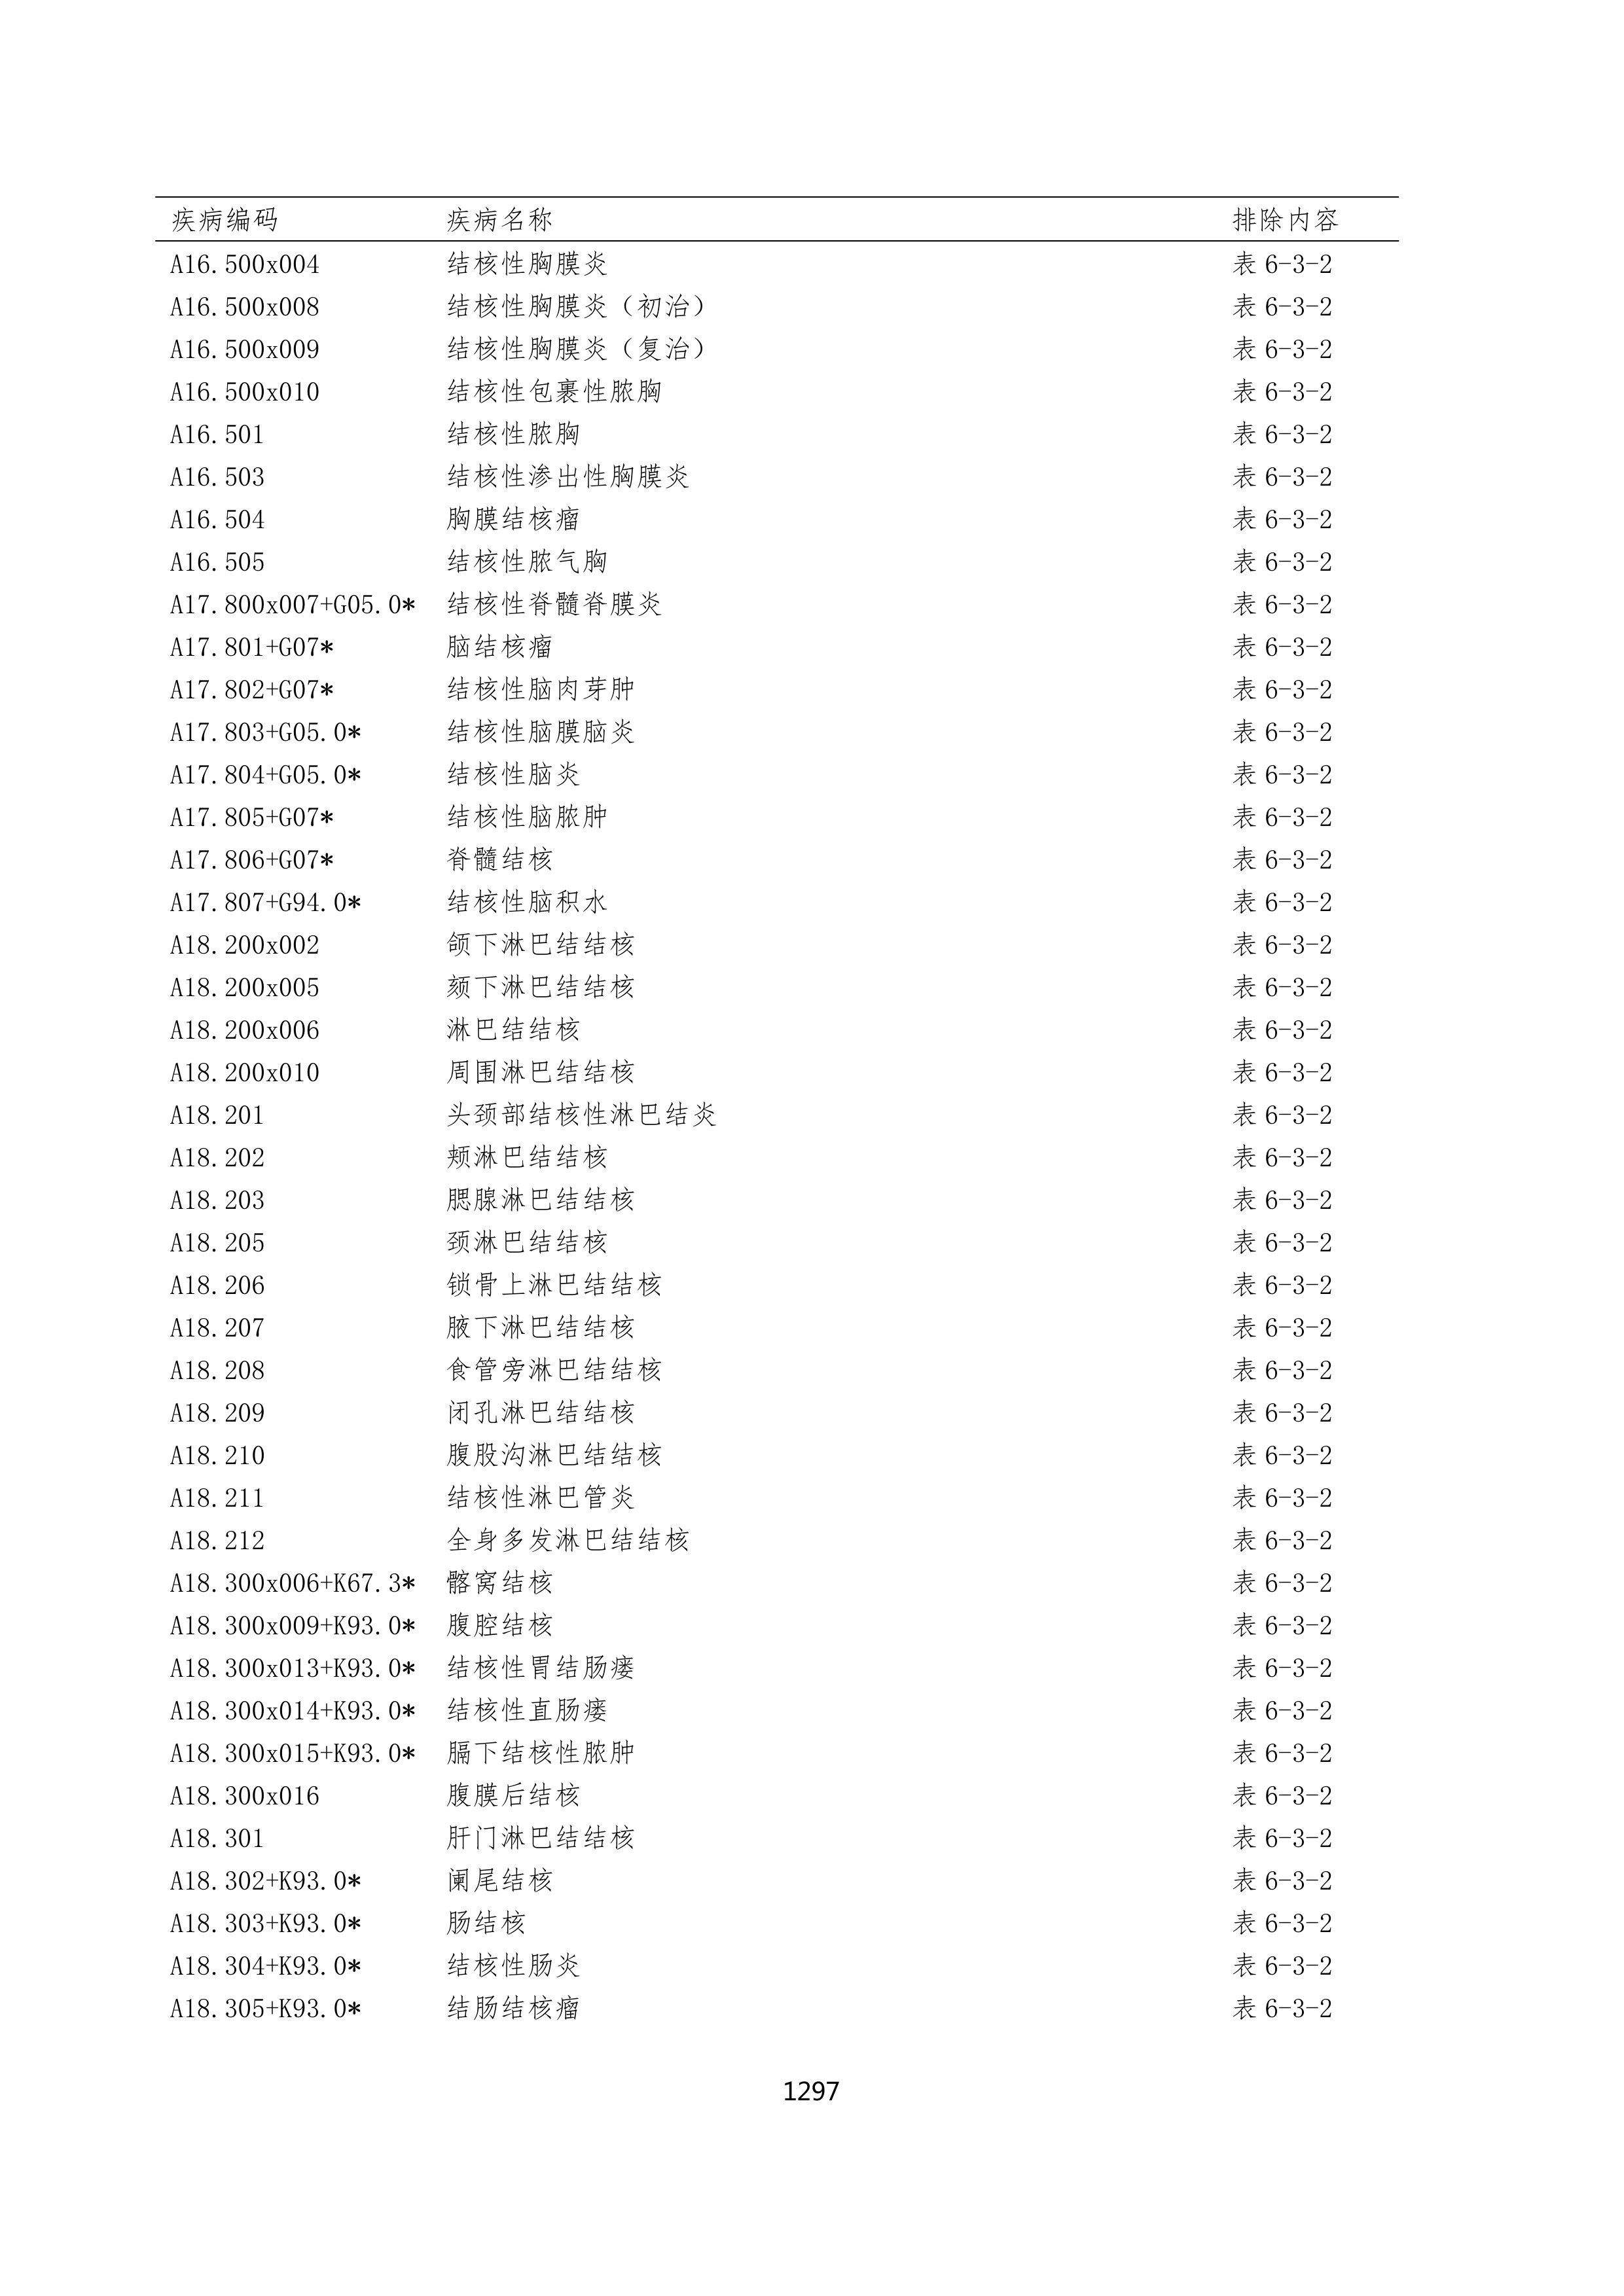 疾病编码 疾病名称 排除内容
A16.500x004 结核性胸膜炎 表 6-3-2
A16.500x008 结核性胸膜炎（初治） 表 6-3-2
A16.500x009 结核性胸膜炎（复治） 表 6-3-2
A16.500x010 结核性包裹性脓胸 表 6-3-2
A16.501 结核性脓胸 表 6-3-2
A16.503 结核性渗出性胸膜炎 表 6-3-2
A16.504 胸膜结核瘤 表 6-3-2
A16.505 结核性脓气胸 表 6-3-2
A17.800x007+G05.0* 结核性脊髓脊膜炎 表 6-3-2
A17.801+G07* 脑结核瘤 表 6-3-2
A17.802+G07* 结核性脑肉芽肿 表 6-3-2
A17.803+G05.0* 结核性脑膜脑炎 表 6-3-2
A17.804+G05.0* 结核性脑炎 表 6-3-2
A17.805+G07* 结核性脑脓肿 表 6-3-2
A17.806+G07* 脊髓结核 表 6-3-2
A17.807+G94.0* 结核性脑积水 表 6-3-2
A18.200x002 颌下淋巴结结核 表 6-3-2
A18.200x005 颏下淋巴结结核 表 6-3-2
A18.200x006 淋巴结结核 表 6-3-2
A18.200x010 周围淋巴结结核 表 6-3-2
A18.201 头颈部结核性淋巴结炎 表 6-3-2
A18.202 颊淋巴结结核 表 6-3-2
A18.203 腮腺淋巴结结核 表 6-3-2
A18.205 颈淋巴结结核 表 6-3-2
A18.206 锁骨上淋巴结结核 表 6-3-2
A18.207 腋下淋巴结结核 表 6-3-2
A18.208 食管旁淋巴结结核 表 6-3-2
A18.209 闭孔淋巴结结核 表 6-3-2
A18.210 腹股沟淋巴结结核 表 6-3-2
A18.211 结核性淋巴管炎 表 6-3-2
A18.212 全身多发淋巴结结核 表 6-3-2
A18.300x006+K67.3* 髂窝结核 表 6-3-2
A18.300x009+K93.0* 腹腔结核 表 6-3-2
A18.300x013+K93.0* 结核性胃结肠瘘 表 6-3-2
A18.300x014+K93.0* 结核性直肠瘘 表 6-3-2
A18.300x015+K93.0* 膈下结核性脓肿 表 6-3-2
A18.300x016 腹膜后结核 表 6-3-2
A18.301 肝门淋巴结结核 表 6-3-2
A18.302+K93.0* 阑尾结核 表 6-3-2
A18.303+K93.0* 肠结核 表 6-3-2
A18.304+K93.0* 结核性肠炎 表 6-3-2
A18.305+K93.0* 结肠结核瘤 表 6-3-2
1297